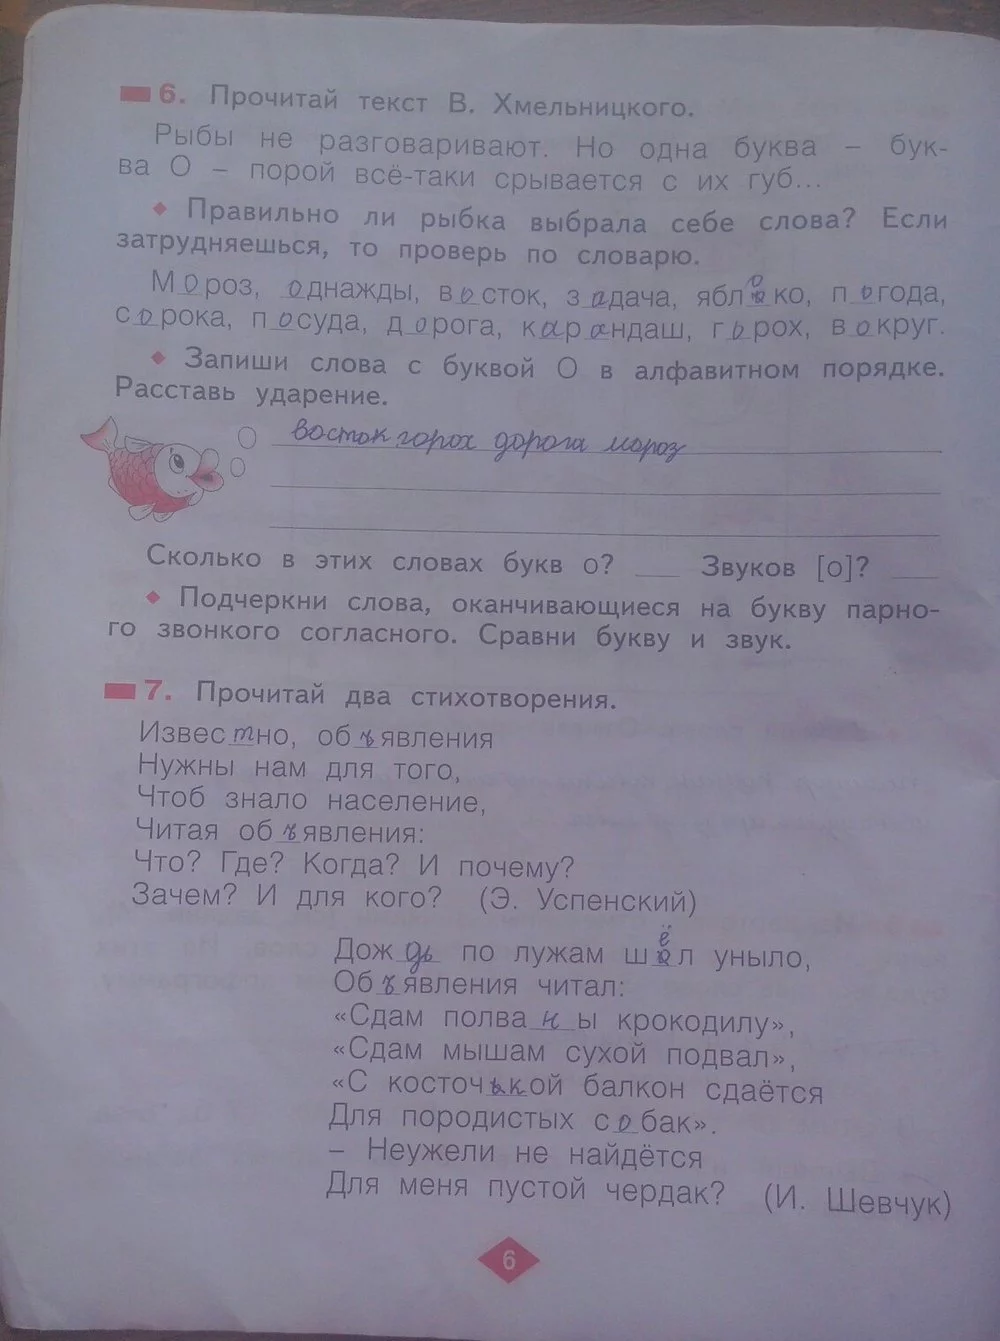 6. Прочитай текст В. Хмельницкого.
Рыбы не разговаривают. Но одна буква – бук-
ва О – порой всё-таки срывается с их губ...
Правильно ли рыбка выбрала себе слова? Если
затрудняешься, то проверь по словарю.
Мороз, однажды, восток, задача, яблоко, погода,
сорока, посуда, дорога, карандаш, горох, вокруг.
Запиши слова с буквой О в алфавитном порядке.
Расставь ударение.
восток горох дорога мороз
Сколько в этих словах букв о? ___ Звуков [о]? ___
Подчеркни слова, оканчивающиеся на букву парно-
го звонкого согласного. Сравни букву и звук.
7. Прочитай два стихотворения.
Известно, объявления
Нужны нам для того,
Чтоб знало население,
Читая объявления:
Что? Где? Когда? И почему?
Зачем? И для кого? (Э. Успенский)
Дождь по лужам шёл уныло,
Объявления читал:
«Сдам полванны крокодилу»,
«Сдам мышам сухой подвал»,
«С косточькой балкон сдаётся
Для породистых собак».
– Неужели не найдётся
Для меня пустой чердак? (И. Шевчук)
6